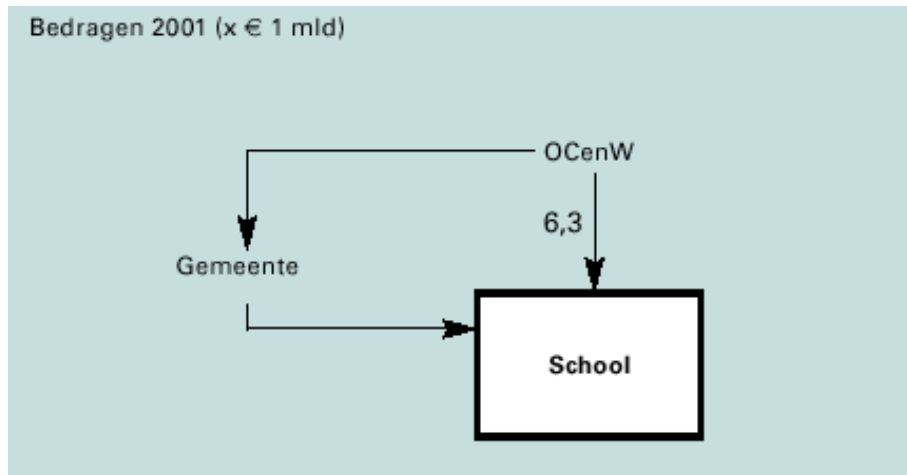 Bedragen 2001 (x € 1 mld)
OCenW
6,3
Gemeente
School